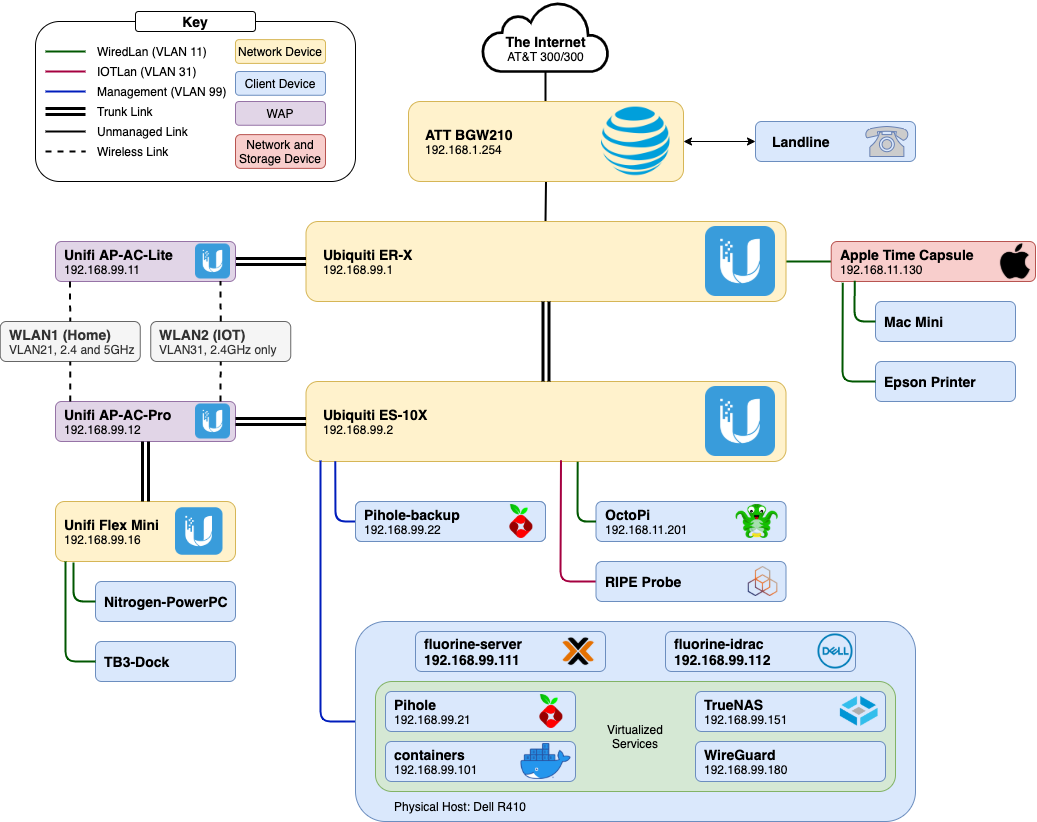 Key
WiredLan (VLAN 11)
IOTLan (VLAN 31)
Management (VLAN 99)
Trunk Link
Unmanaged Link
Wireless Link
Network Device
Client Device
WAP
Network and
Storage Device
The Internet
AT&T 300/300
ATT BGW210
192.168.1.254
Landline
Unifi AP-AC-Lite
192.168.99.11
Ubiquiti ER-X
192.168.99.1
Apple Time Capsule
192.168.11.130
Mac Mini
Epson Printer
WLAN1 (Home)
VLAN21, 2.4 and 5GHz
WLAN2 (IOT)
VLAN31, 2.4GHz only
Unifi AP-AC-Pro
192.168.99.12
Ubiquiti ES-10X
192.168.99.2
Unifi Flex Mini
192.168.99.16
Nitrogen-PowerPC
TB3-Dock
Pihole-backup
192.168.99.22
OctoPi
192.168.11.201
RIPE Probe
fluorine-server
192.168.99.111
fluorine-idrac
192.168.99.112
DELL
Pihole
192.168.99.21
Virtualized
Services
TrueNAS
192.168.99.151
containers
192.168.99.101
WireGuard
192.168.99.180
Physical Host: Dell R410